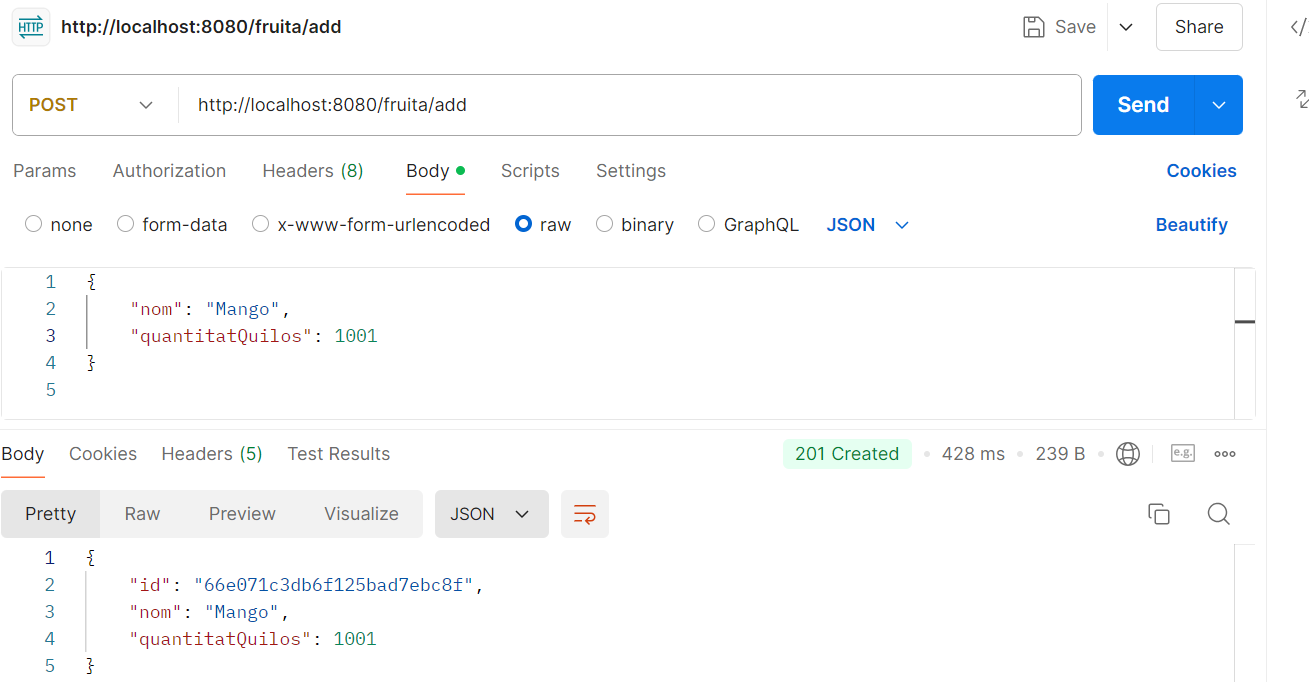 HTTP http://localhost:8080/fruita/add Save Share
POST http://localhost:8080/fruita/add Send
Params Authorization Headers (8) Body Scripts Settings Cookies
none form-data x-www-form-urlencoded raw binary GraphQL JSON Beautify
1 {
2 "nom": "Mango",
3 "quantitatQuilos": 1001
4 }
5
Body Cookies Headers (5) Test Results 201 Created 428 ms 239 B e.g.
Pretty Raw Preview Visualize JSON
1 {
2 "id": "66e071c3db6f125bad7ebc8f",
3 "nom": "Mango",
4 "quantitatQuilos": 1001
5 }